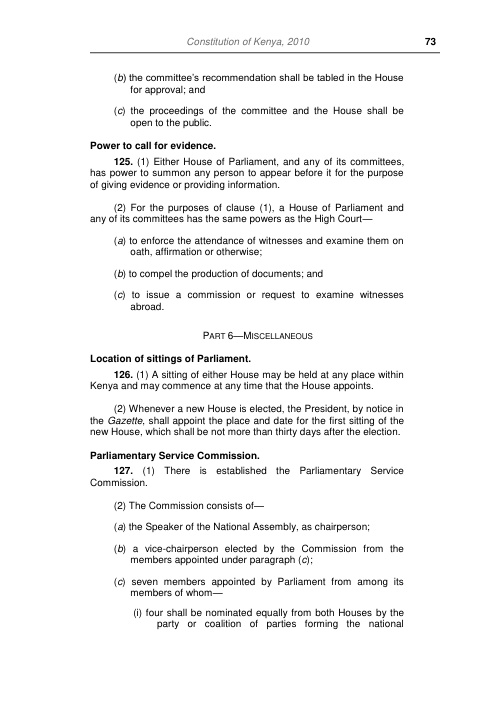 Constitution of Kenya, 2010 73
(b) the committee's recommendation shall be tabled in the House
for approval; and
(c) the proceedings of the committee and the House shall be
open to the public.
Power to call for evidence.
125. (1) Either House of Parliament, and any of its committees,
has power to summon any person to appear before it for the purpose
of giving evidence or providing information.
(2) For the purposes of clause (1), a House of Parliament and
any of its committees has the same powers as the High Court—
(a) to enforce the attendance of witnesses and examine them on
oath, affirmation or otherwise;
(b) to compel the production of documents; and
(c) to issue a commission or request to examine witnesses
abroad.
PART 6—MISCELLANEOUS
Location of sittings of Parliament.
126. (1) A sitting of either House may be held at any place within
Kenya and may commence at any time that the House appoints.
(2) Whenever a new House is elected, the President, by notice in
the Gazette, shall appoint the place and date for the first sitting of the
new House, which shall be not more than thirty days after the election.
Parliamentary Service Commission.
127. (1) There is established the Parliamentary Service
Commission.
(2) The Commission consists of—
(a) the Speaker of the National Assembly, as chairperson;
(b) a vice-chairperson elected by the Commission from the
members appointed under paragraph (c);
(c) seven members appointed by Parliament from among its
members of whom—
(i) four shall be nominated equally from both Houses by the
party or coalition of parties forming the national